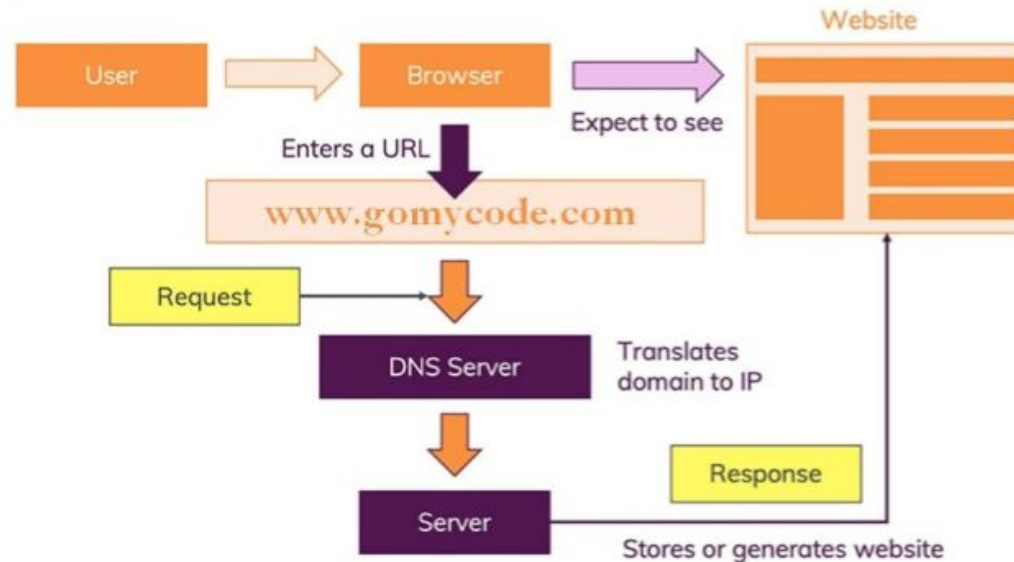 Website
User
Browser
Expect to see
Enters a URL
www.gomycode.com
Request
DNS Server
Translates
domain to IP
Response
Server
Stores or generates website